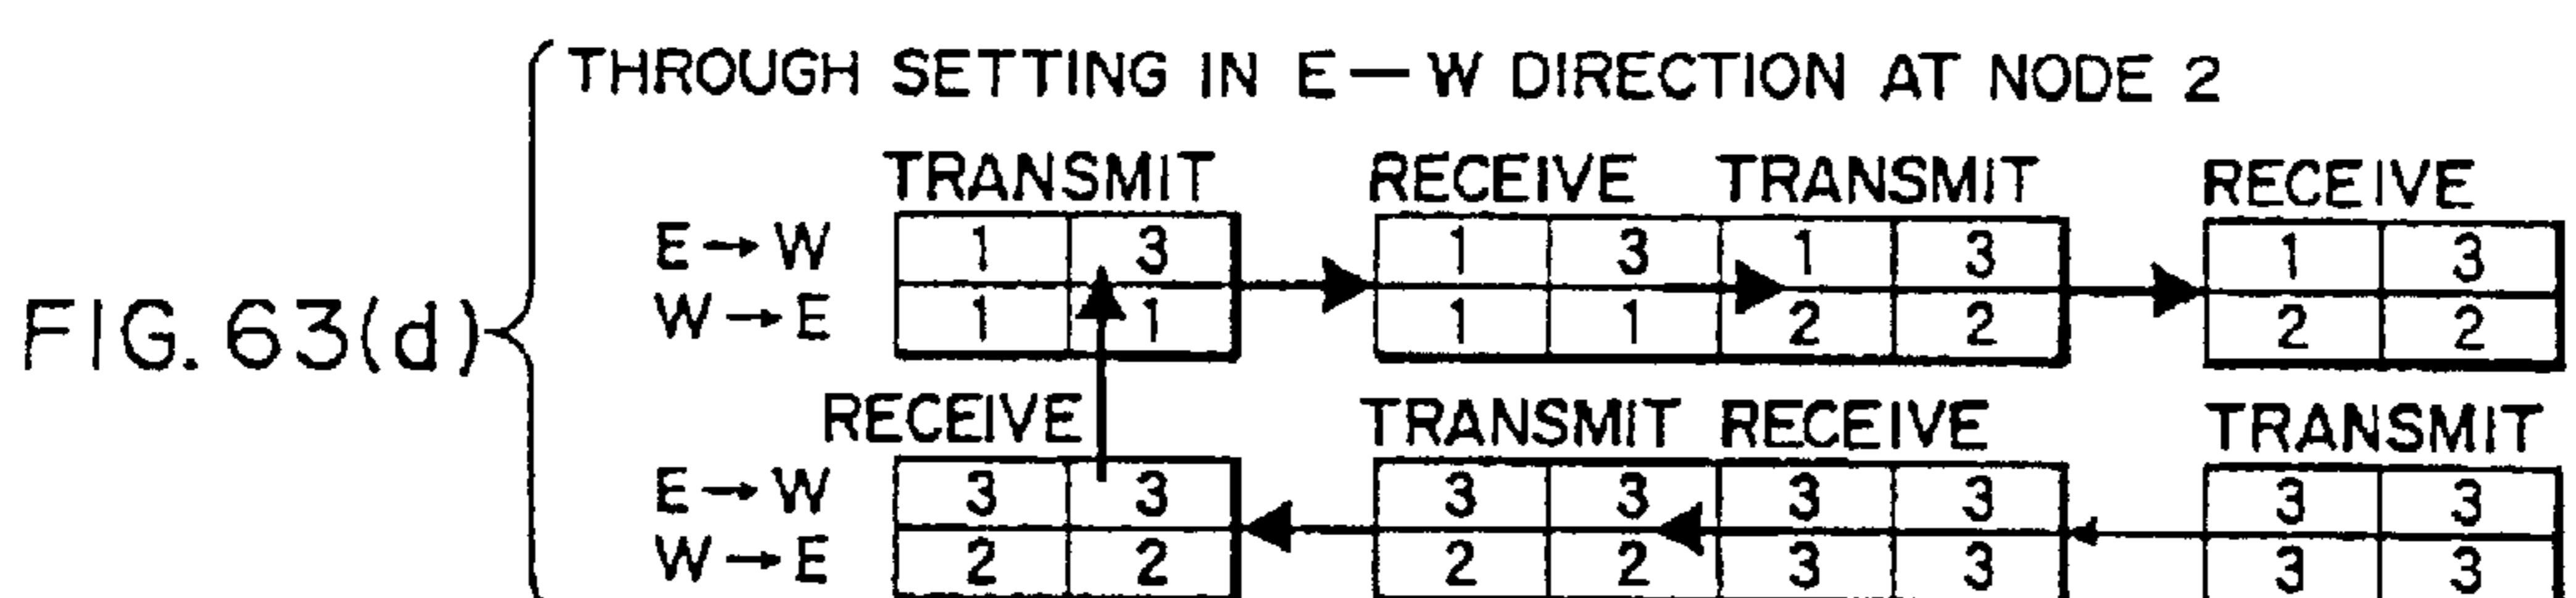 THROUGH SETTING IN E—W DIRECTION AT NODE 2
TRANSMIT RECEIVE TRANSMIT RECEIVE
E→W 1 3 1 3 1 3 1 3
FIG. 63(d)
W→E 1 1 1 1 2 2 2 2
RECEIVE TRANSMIT RECEIVE TRANSMIT
E→W 3 3 3 3 3 3 3 3
W→E 2 2 2 2 3 3 3 3